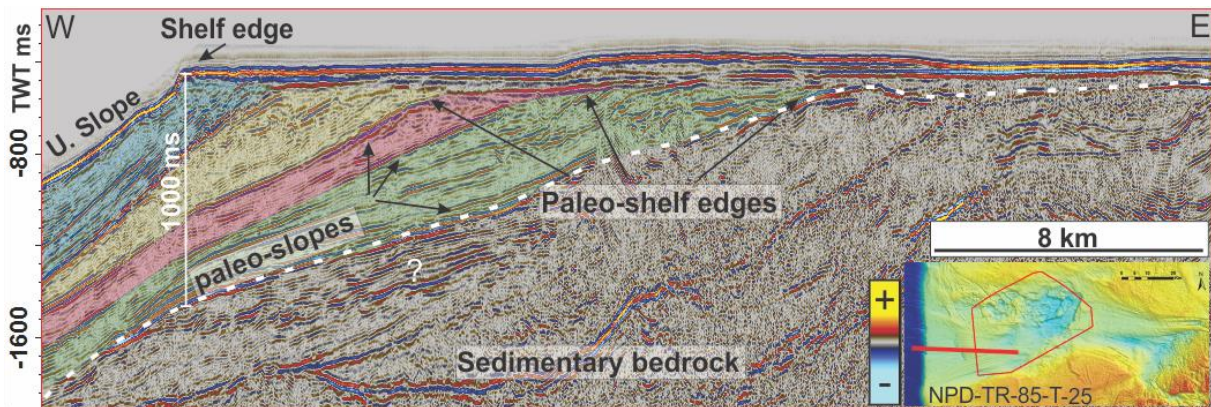 W
E
Shelf edge
TWT ms
U. Slope
-800
1000 ms
Paleo-shelf edges
paleo-slopes
?
8 km
-1600
Sedimentary bedrock
+
-
NPD-TR-85-T-25